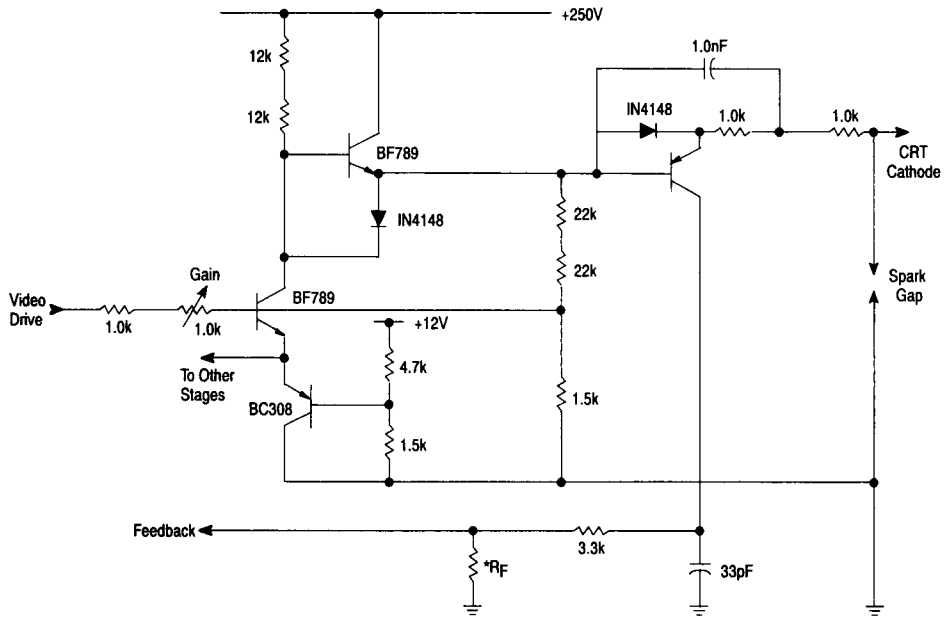 +250V
12k
12k
BF789
IN4148
1.0nF
IN4148
1.0k
1.0k
CRT
Cathode
22k
22k
Spark
Gap
Gain
Video
Drive
1.0k
1.0k
BF789
+12V
To Other
Stages
4.7k
BC308
1.5k
1.5k
Feedback
*RF
3.3k
33pF